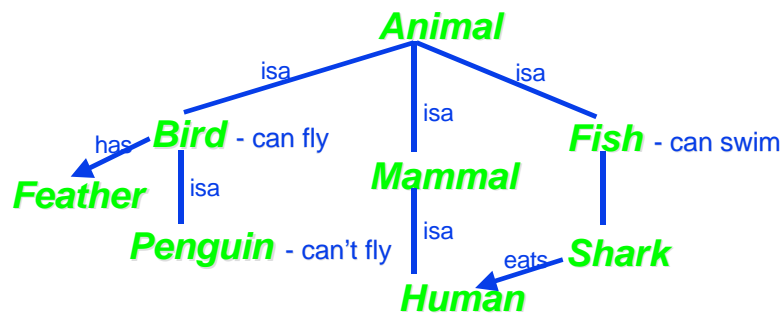 Animal
isa
isa
isa
has
Bird - can fly
Fish - can swim
Feather
isa
Mammal
Penguin - can't fly
isa
eats
Shark
Human